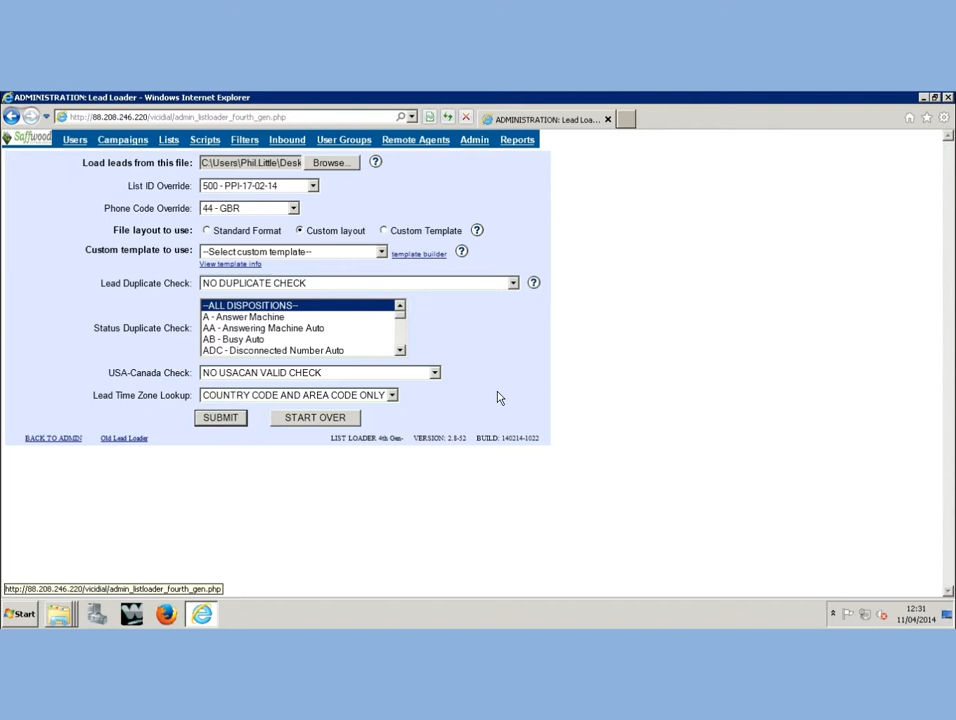 ADMINISTRATION: Lead Loader - Windows Internet Explorer
http://88.208.246.220/vicidial/admin_listloader_fourth_gen.php
ADMINISTRATION: Lead Loa...
Saffwood
Users Campaigns Lists Scripts Filters Inbound User Groups Remote Agents Admin Reports
Load leads from this file: C:\Users\Phil.Little\Desk Browse... ?
List ID Override: 500 - PPI-17-02-14
Phone Code Override: 44 - GBR
File layout to use: Standard Format Custom layout Custom Template ?
Custom template to use: --Select custom template-- template builder ?
View template info
Lead Duplicate Check: NO DUPLICATE CHECK ?
--ALL DISPOSITIONS--
A - Answer Machine
Status Duplicate Check: AA - Answering Machine Auto
AB - Busy Auto
ADC - Disconnected Number Auto
USA-Canada Check: NO USACAN VALID CHECK
Lead Time Zone Lookup: COUNTRY CODE AND AREA CODE ONLY
SUBMIT START OVER
BACK TO ADMIN Old Lead Loader LIST LOADER 4th Gen- VERSION: 2.8-52 BUILD: 140214-1022
http://88.208.246.220/vicidial/admin_listloader_fourth_gen.php
Start
12:31
11/04/2014